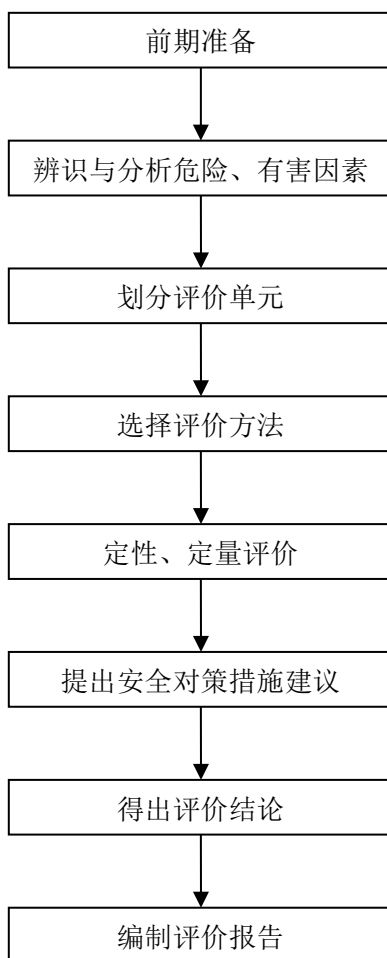 前期准备
辨识与分析危险、有害因素
划分评价单元
选择评价方法
定性、定量评价
提出安全对策措施建议
得出评价结论
编制评价报告